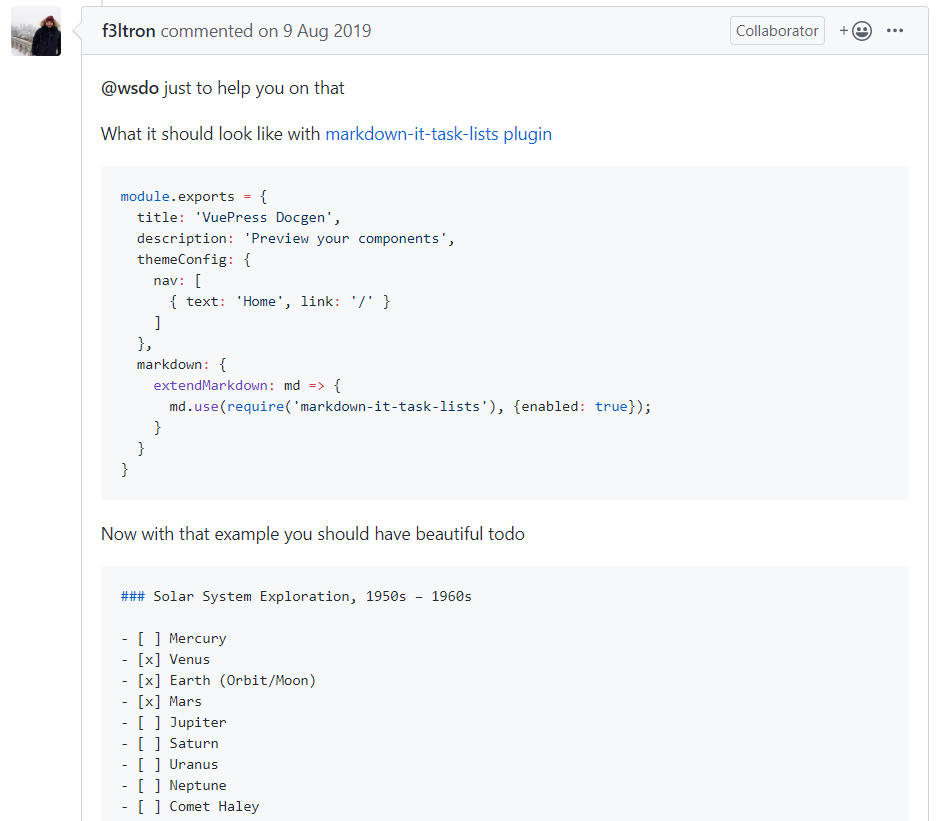 f3ltron commented on 9 Aug 2019 Collaborator + ...
@wsdo just to help you on that
What it should look like with markdown-it-task-lists plugin
module.exports = {
  title: 'VuePress Docgen',
  description: 'Preview your components',
  themeConfig: {
    nav: [
      { text: 'Home', link: '/' }
    ]
  },
  markdown: {
    extendMarkdown: md => {
      md.use(require('markdown-it-task-lists'), {enabled: true});
    }
  }
}
Now with that example you should have beautiful todo
### Solar System Exploration, 1950s – 1960s
- [ ] Mercury
- [x] Venus
- [x] Earth (Orbit/Moon)
- [x] Mars
- [ ] Jupiter
- [ ] Saturn
- [ ] Uranus
- [ ] Neptune
- [ ] Comet Haley